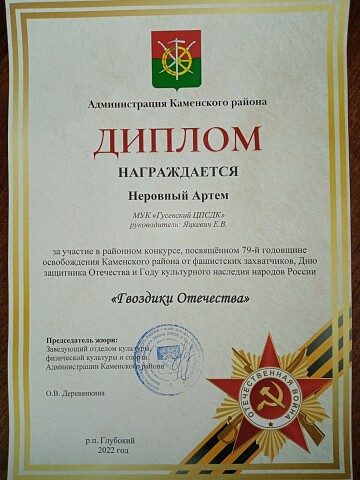 Администрация Каменского района
ДИПЛОМ
НАГРАЖДАЕТСЯ
Неровный Артем
МУК «Гусевский ЦПСДК»
руководитель: Яцкевич Е.В.
за участие в районном конкурсе, посвящённом 79-й годовщине
освобождения Каменского района от фашистских захватчиков, Дню
защитника Отечества и Году культурного наследия народов России
«Гвоздики Отечества»
Председатель жюри:
Заведующий отделом культуры,
физической культуры и спорта
Администрации Каменского района
О.В. Деревянкина
ОТЕЧЕСТВЕННАЯ ВОЙНА
р.п. Глубокий
2022 год